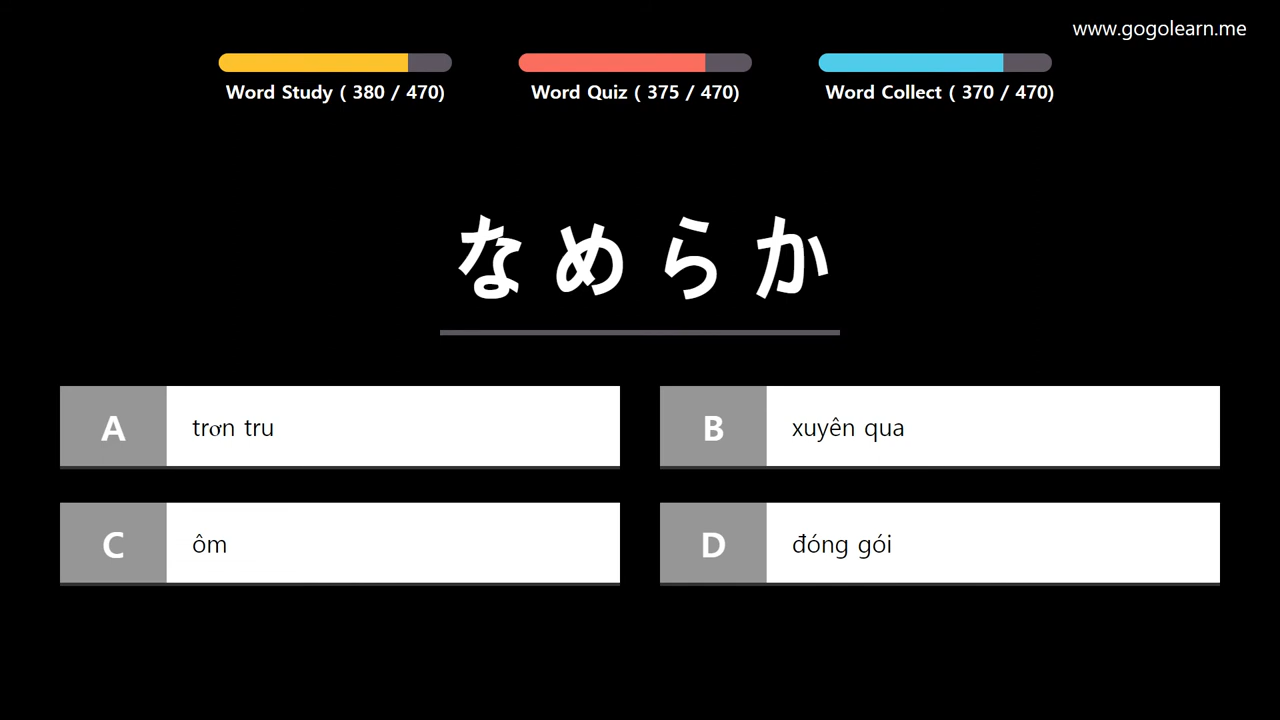 www.gogolearn.me
Word Study ( 380 / 470)
Word Quiz ( 375 / 470)
Word Collect ( 370 / 470)
なめらか
A trơn tru
B xuyên qua
C ôm
D đóng gói